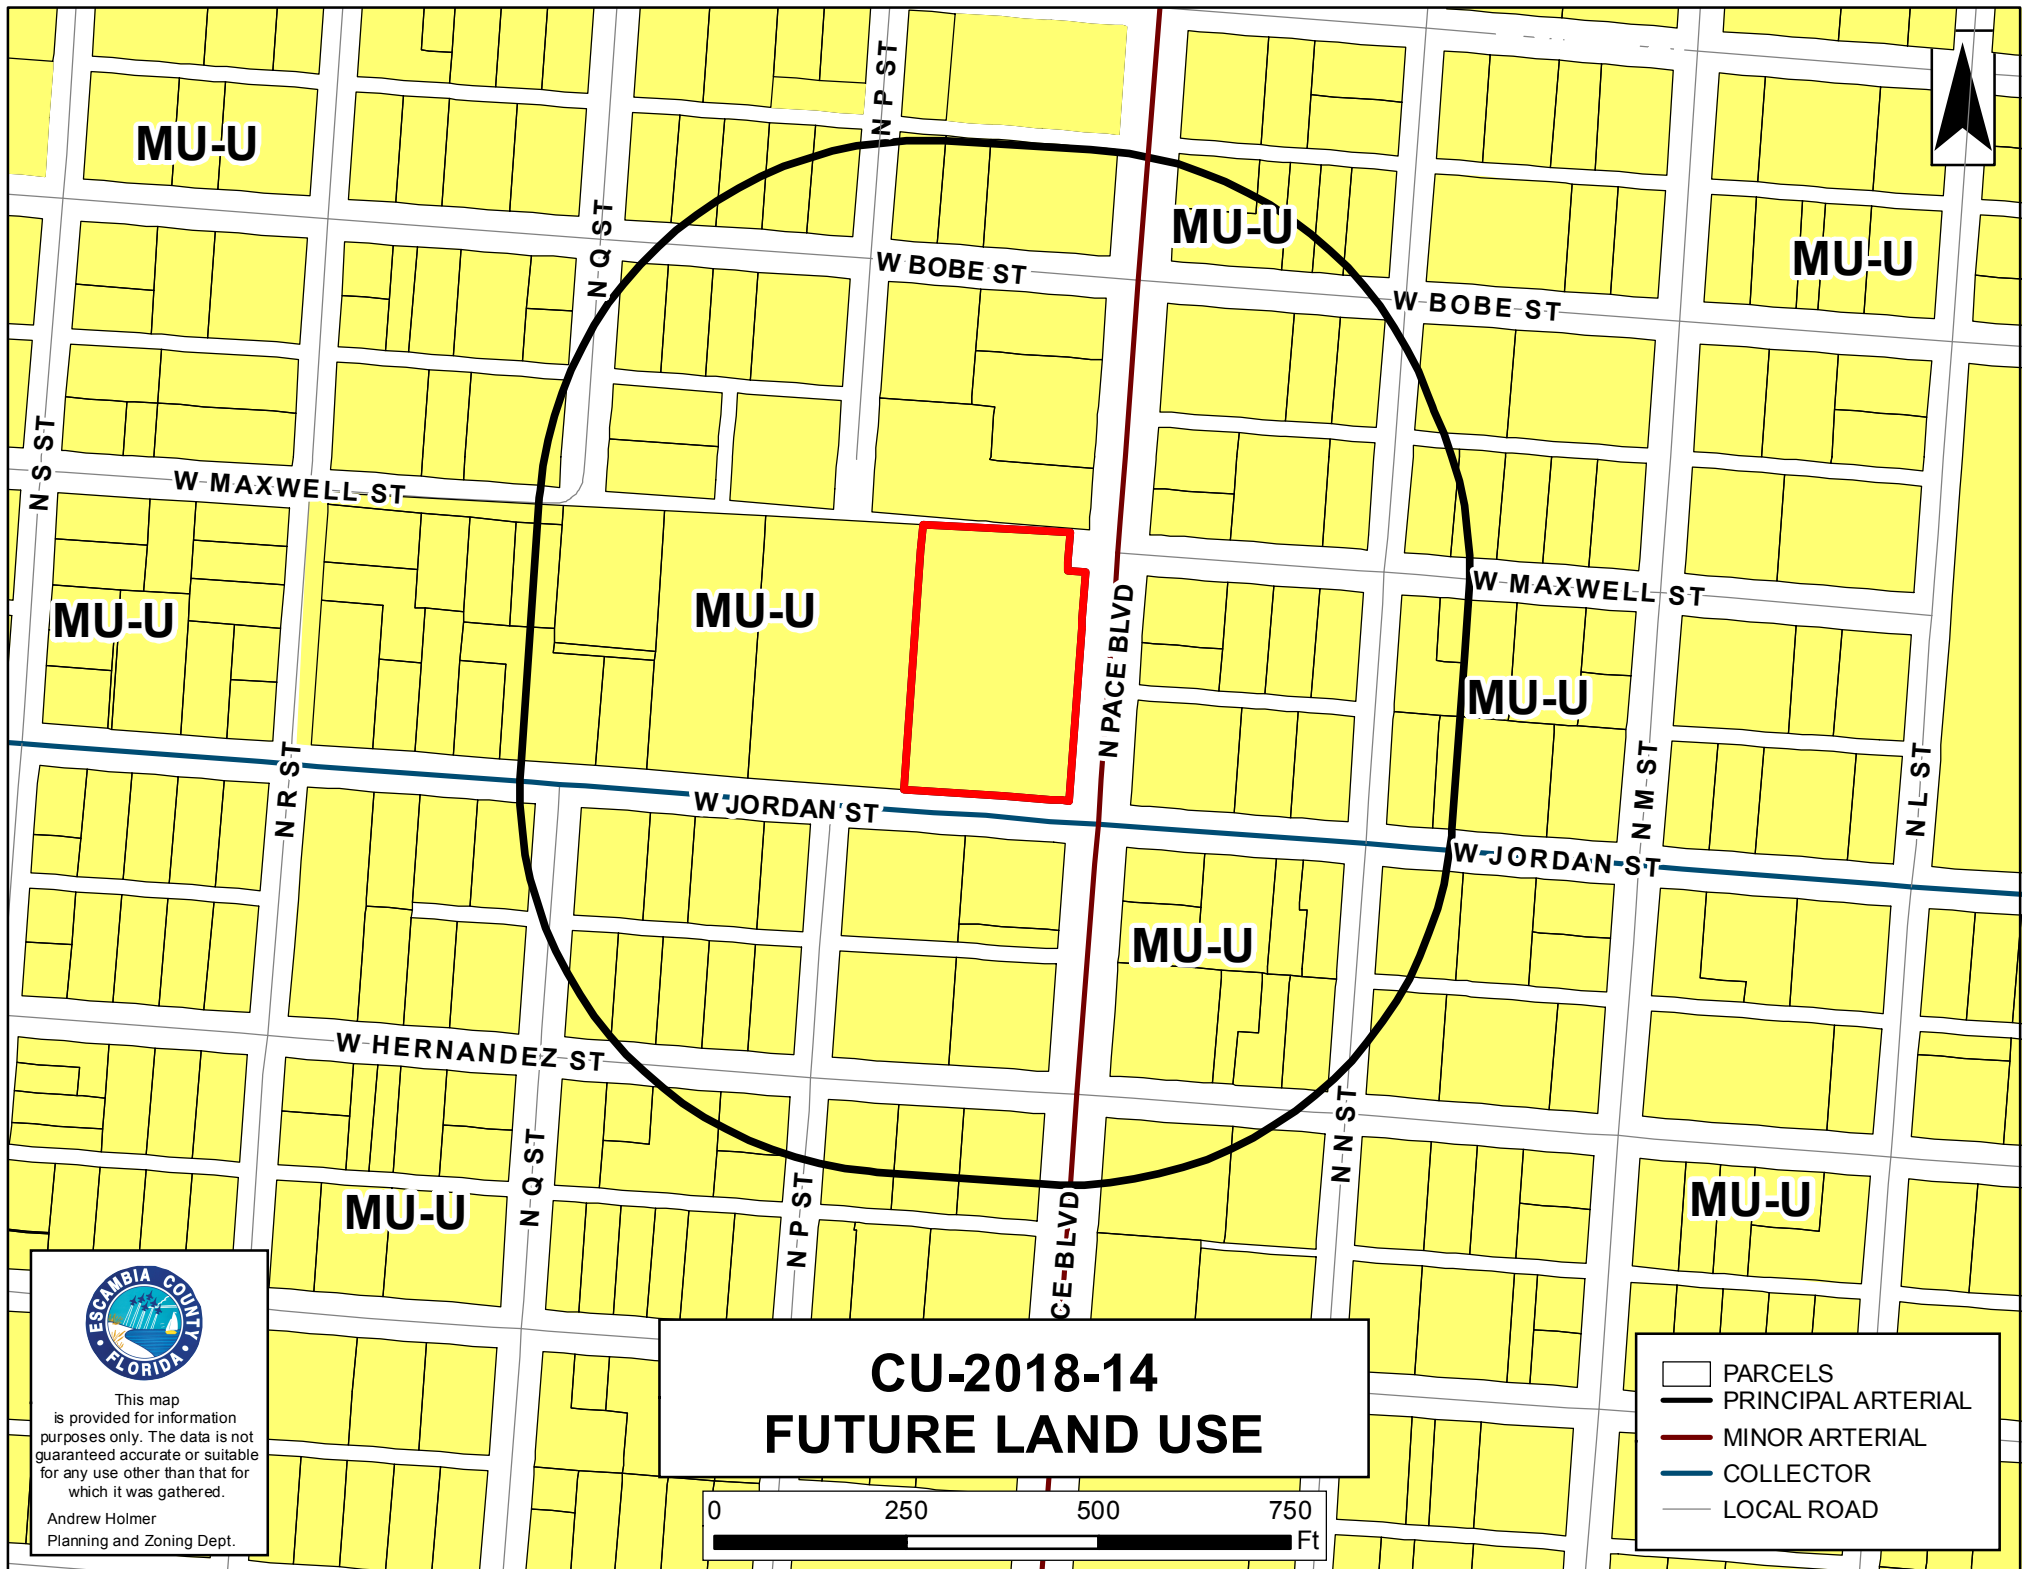 N P ST
MU-U
MU-U
MU-U
N Q ST
W BOBE ST
W BOBE ST
N S ST
W MAXWELL ST
W MAXWELL ST
MU-U
MU-U
N PACE BLVD
MU-U
N R ST
W JORDAN ST
N M ST
N L ST
W JORDAN ST
MU-U
W HERNANDEZ ST
N N ST
N Q ST
N P ST
MU-U
MU-U
CE BLVD
ESCAMBIA COUNTY
FLORIDA
This map
is provided for information
purposes only. The data is not
guaranteed accurate or suitable
for any use other than that for
which it was gathered.
Andrew Holmer
Planning and Zoning Dept.
CU-2018-14
FUTURE LAND USE
0 250 500 750
Ft
PARCELS
PRINCIPAL ARTERIAL
MINOR ARTERIAL
COLLECTOR
LOCAL ROAD